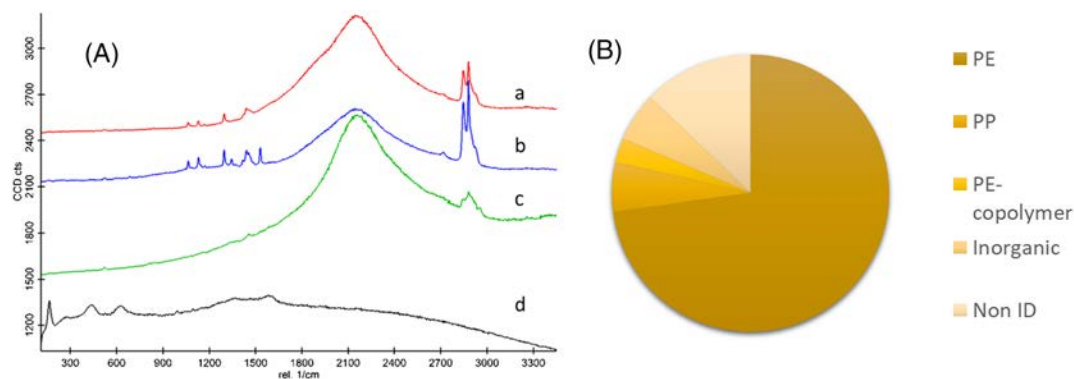 (A)
a
b
c
d
CCD cts
3000
2700
2400
2100
1800
1500
1200
300 600 900 1200 1500 1800 2100 2400 2700 3000 3300
rel. 1/cm
(B)
PE
PP
PE-
copolymer
Inorganic
Non ID